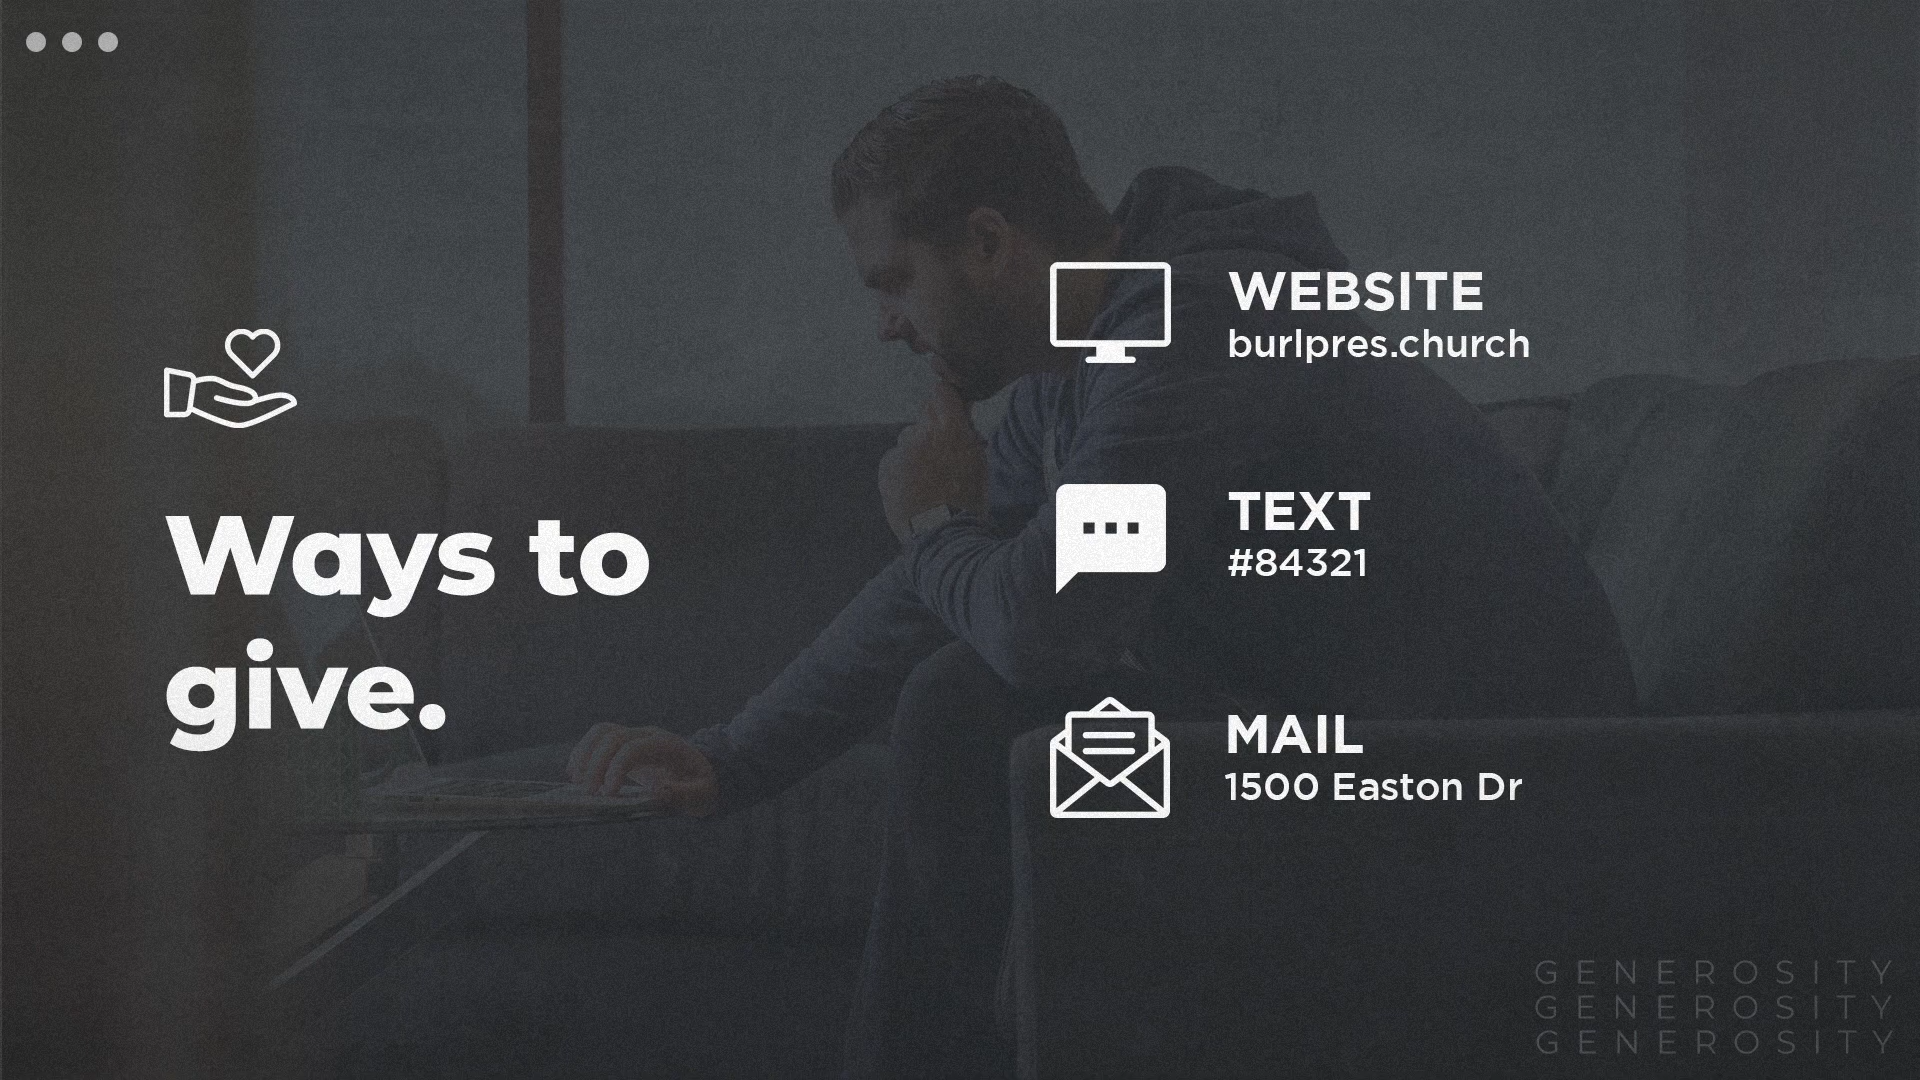 Ways to
give.
WEBSITE
burlpres.church
TEXT
#84321
MAIL
1500 Easton Dr
GENEROSITY
GENEROSITY
GENEROSITY